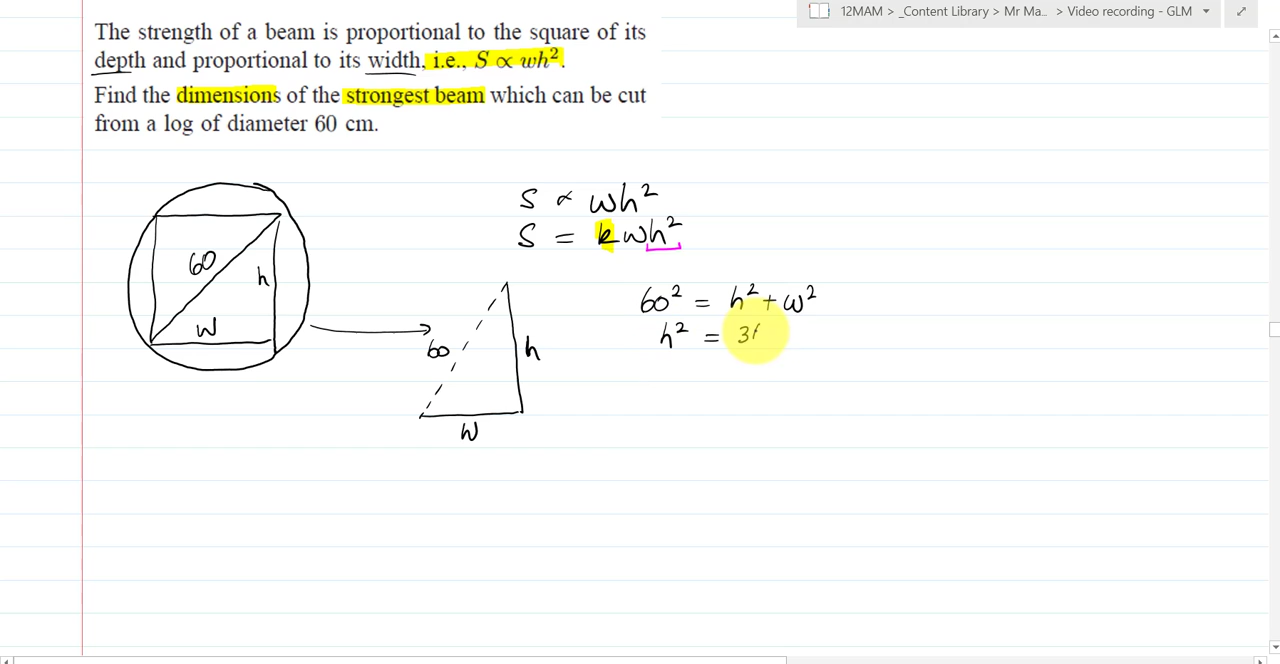 12MAM > _Content Library > Mr Ma... > Video recording - GLM
The strength of a beam is proportional to the square of its
depth and proportional to its width, i.e., S ∝ wh².
Find the dimensions of the strongest beam which can be cut
from a log of diameter 60 cm.
S ∝ wh²
S = kwh²
60
h
w
60² = h² + w²
h² = 3
60
h
w